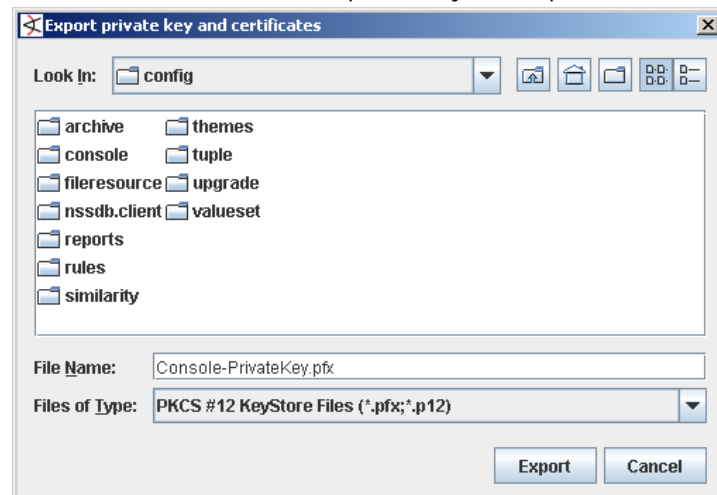 Export private key and certificates
Look In: config
archive themes
console tuple
fileresource upgrade
nssdb.client valueset
reports
rules
similarity
File Name: Console-PrivateKey.pfx
Files of Type: PKCS #12 KeyStore Files (*.pfx;*.p12)
Export Cancel